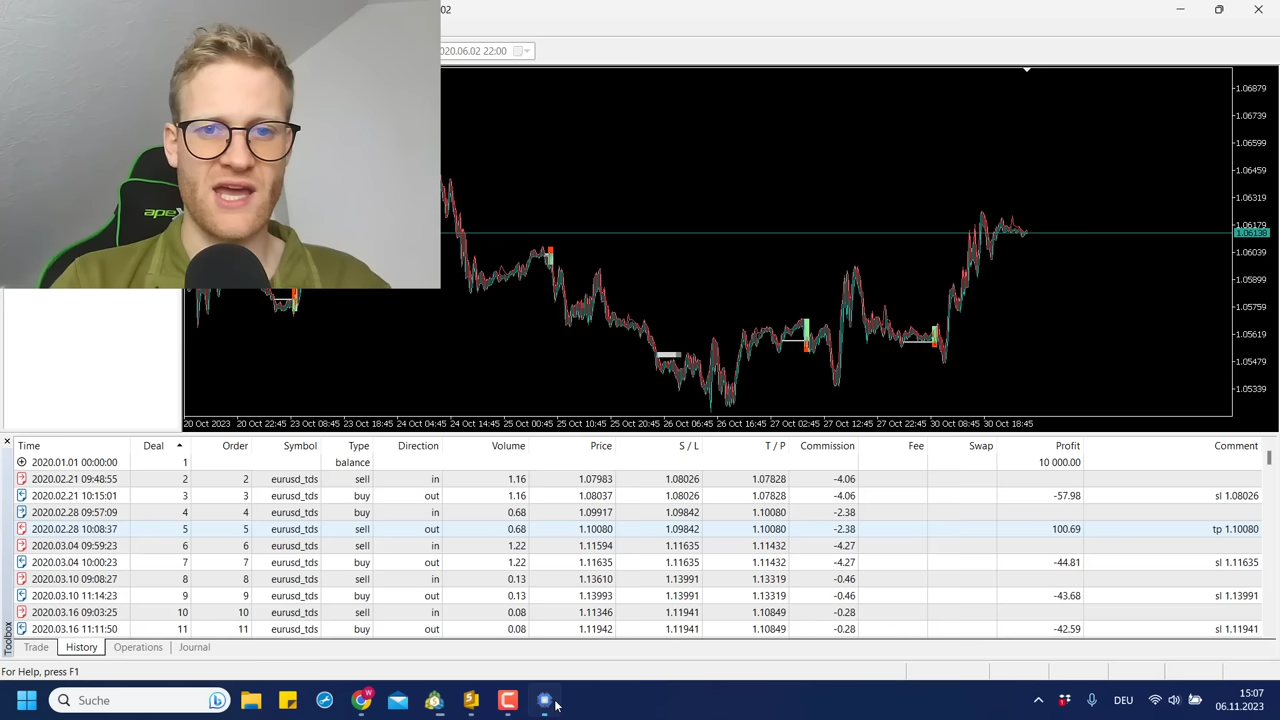 02
2020.06.02 22:00
apex
1.06879
1.06739
1.06599
1.06459
1.06319
1.06138
1.06039
1.05899
1.05759
1.05619
1.05479
1.05339
20 Oct 2023 20 Oct 22:45 23 Oct 08:45 23 Oct 18:45 24 Oct 04:45 24 Oct 14:45 25 Oct 00:45 25 Oct 10:45 25 Oct 20:45 26 Oct 06:45 26 Oct 16:45 27 Oct 02:45 27 Oct 12:45 27 Oct 22:45 30 Oct 08:45 30 Oct 18:45
Time Deal Order Symbol Type Direction Volume Price S / L T / P Commission Fee Swap Profit Comment
2020.01.01 00:00:00 1 balance 10 000.00
2020.02.21 09:48:55 2 2 eurusd_tds sell in 1.16 1.07983 1.08026 1.07828 -4.06
2020.02.21 10:15:01 3 3 eurusd_tds buy out 1.16 1.08037 1.08026 1.07828 -4.06 -57.98 sl 1.08026
2020.02.28 09:57:09 4 4 eurusd_tds buy in 0.68 1.09917 1.09842 1.10080 -2.38
2020.02.28 10:08:37 5 5 eurusd_tds sell out 0.68 1.10080 1.09842 1.10080 -2.38 100.69 tp 1.10080
2020.03.04 09:59:23 6 6 eurusd_tds sell in 1.22 1.11594 1.11635 1.11432 -4.27
2020.03.04 10:00:23 7 7 eurusd_tds buy out 1.22 1.11635 1.11635 1.11432 -4.27 -44.81 sl 1.11635
2020.03.10 09:08:27 8 8 eurusd_tds sell in 0.13 1.13610 1.13991 1.13319 -0.46
2020.03.10 11:14:23 9 9 eurusd_tds buy out 0.13 1.13993 1.13991 1.13319 -0.46 -43.68 sl 1.13991
2020.03.16 09:03:25 10 10 eurusd_tds sell in 0.08 1.11346 1.11941 1.10849 -0.28
2020.03.16 11:11:50 11 11 eurusd_tds buy out 0.08 1.11942 1.11941 1.10849 -0.28 -42.59 sl 1.11941
Toolbox
Trade History Operations Journal
For Help, press F1
Suche DEU 15:07
06.11.2023